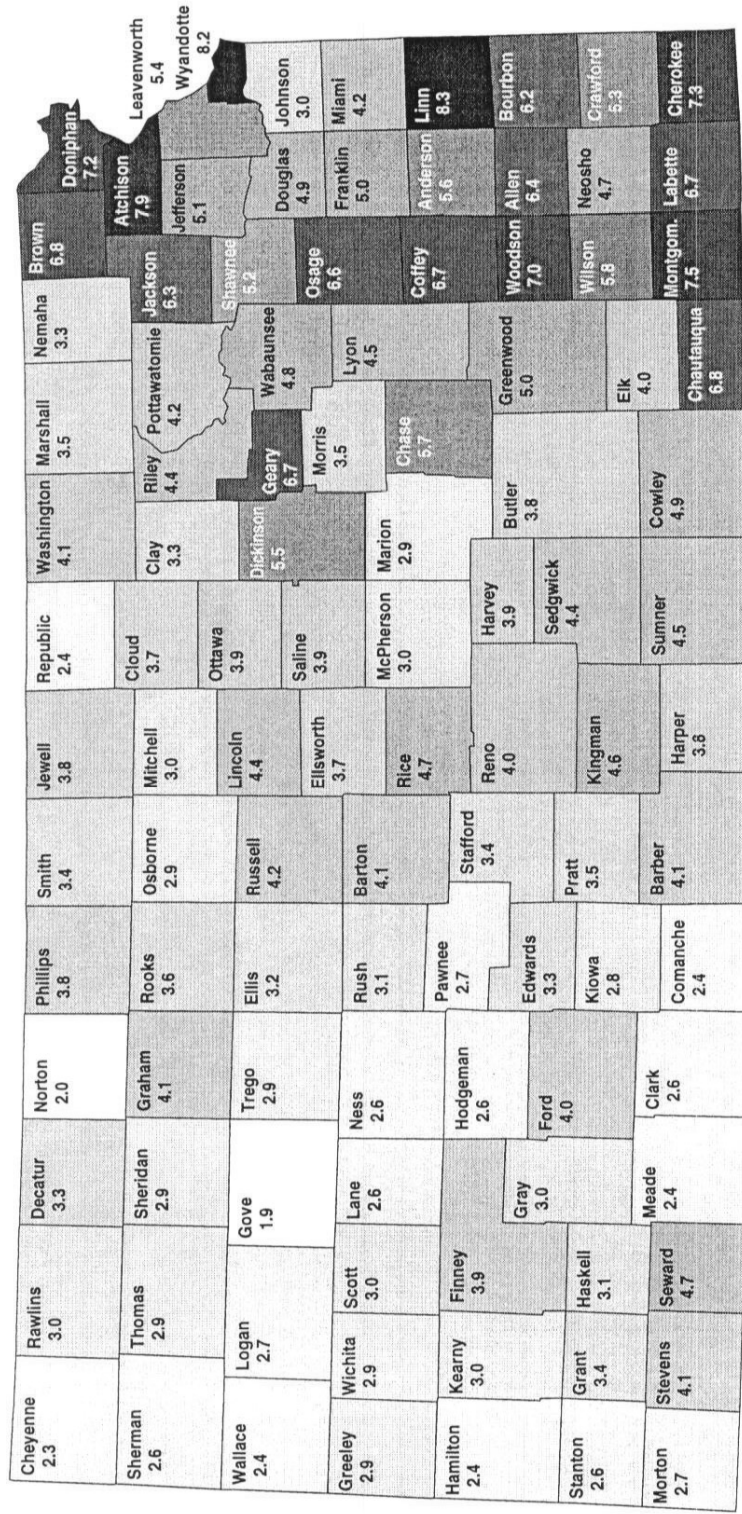 Cheyenne
2.3
Rawlins
3.0
Decatur
3.3
Norton
2.0
Phillips
3.8
Smith
3.4
Jewell
3.8
Republic
2.4
Washington
4.1
Marshall
3.5
Nemaha
3.3
Brown
6.8
Doniphan
7.2
Sherman
2.6
Thomas
2.9
Sheridan
2.9
Graham
4.1
Rooks
3.6
Osborne
2.9
Mitchell
3.0
Cloud
3.7
Clay
3.3
Riley
4.4
Pottawatomie
4.2
Jackson
6.3
Atchison
7.9
Jefferson
5.1
Leavenworth
5.4
Wyandotte
8.2
Wallace
2.4
Logan
2.7
Gove
1.9
Trego
2.9
Ellis
3.2
Russell
4.2
Lincoln
4.4
Ottawa
3.9
Saline
3.9
Dickinson
5.5
Geary
6.7
Wabaunsee
4.8
Shawnee
5.2
Douglas
4.9
Johnson
3.0
Greeley
2.9
Wichita
2.9
Scott
3.0
Lane
2.6
Ness
2.6
Rush
3.1
Barton
4.1
Ellsworth
3.7
Rice
4.7
McPherson
3.0
Marion
2.9
Morris
3.5
Chase
5.7
Lyon
4.5
Osage
6.6
Franklin
5.0
Miami
4.2
Hamilton
2.4
Kearny
3.0
Finney
3.9
Gray
3.0
Hodgeman
2.6
Pawnee
2.7
Edwards
3.3
Stafford
3.4
Reno
4.0
Harvey
3.9
Sedgwick
4.4
Butler
3.8
Greenwood
5.0
Coffey
6.7
Anderson
5.6
Linn
8.3
Woodson
7.0
Allen
6.4
Bourbon
6.2
Stanton
2.6
Grant
3.4
Haskell
3.1
Ford
4.0
Kiowa
2.8
Pratt
3.5
Kingman
4.6
Elk
4.0
Wilson
5.8
Neosho
4.7
Crawford
5.3
Morton
2.7
Stevens
4.1
Seward
4.7
Meade
2.4
Clark
2.6
Comanche
2.4
Barber
4.1
Harper
3.8
Sumner
4.5
Cowley
4.9
Chautauqua
6.8
Montgom.
7.5
Labette
6.7
Cherokee
7.3